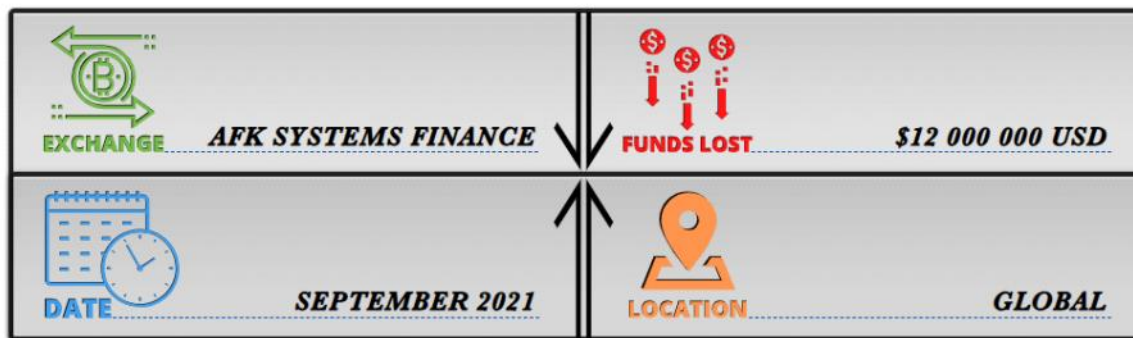 EXCHANGE AFK SYSTEMS FINANCE
FUNDS LOST $12 000 000 USD
DATE SEPTEMBER 2021
LOCATION GLOBAL